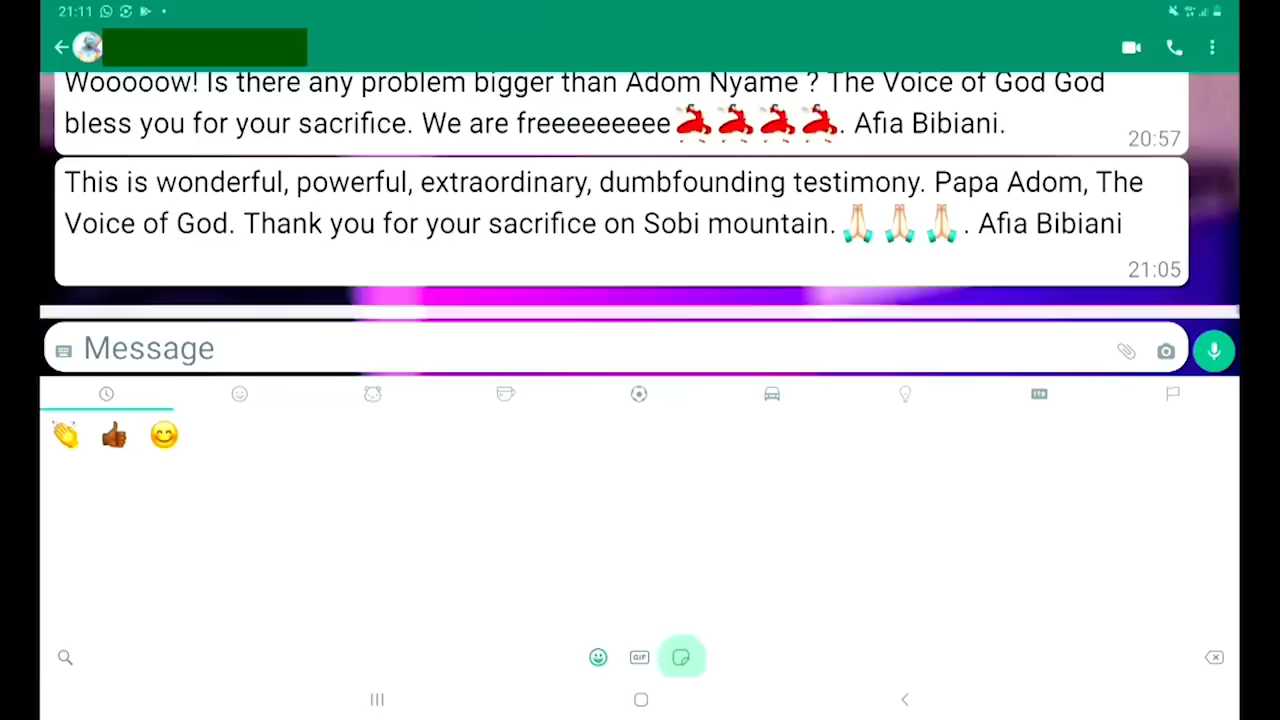 21:11
Wooooow! Is there any problem bigger than Adom Nyame ? The Voice of God God
bless you for your sacrifice. We are freeeeeeeee💃💃💃💃. Afia Bibiani.
20:57
This is wonderful, powerful, extraordinary, dumbfounding testimony. Papa Adom, The
Voice of God. Thank you for your sacrifice on Sobi mountain.🙏🏻🙏🏻🙏🏻. Afia Bibiani
21:05
Message
GIF